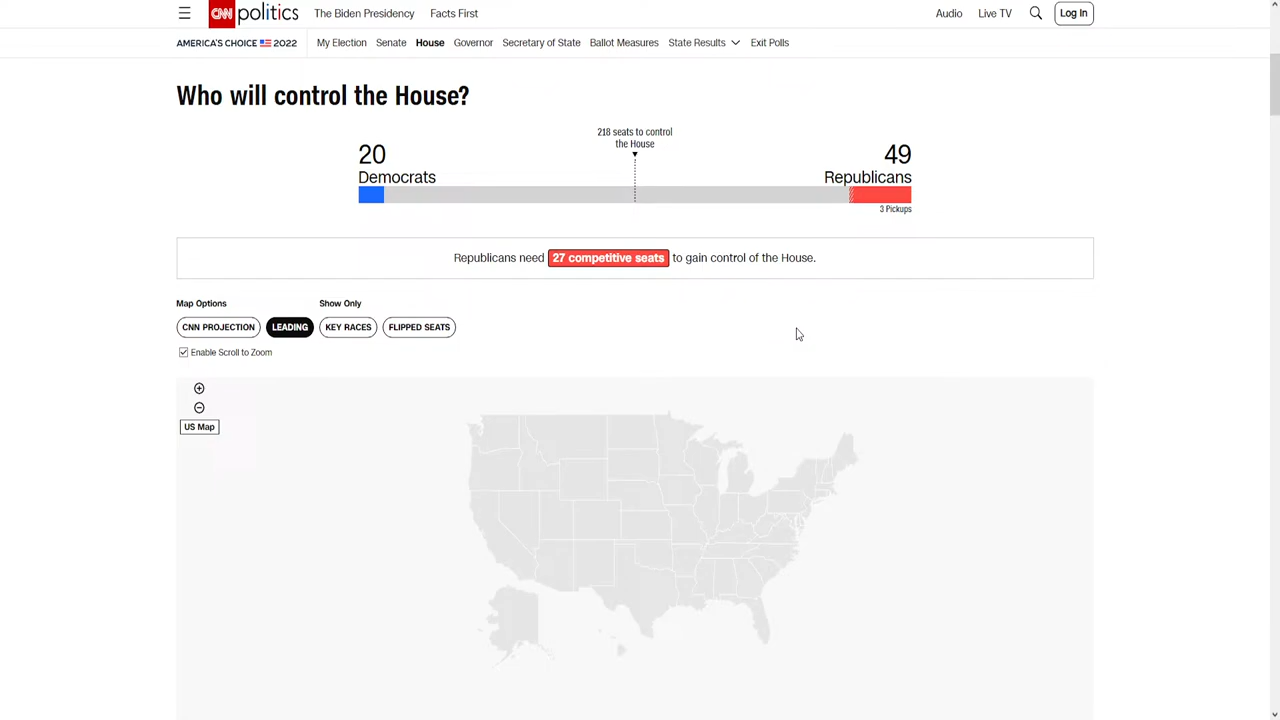 CNN politics The Biden Presidency Facts First Audio Live TV Log In
AMERICA'S CHOICE 2022 My Election Senate House Governor Secretary of State Ballot Measures State Results Exit Polls
Who will control the House?
218 seats to control
the House
20 49
Democrats Republicans
3 Pickups
Republicans need 27 competitive seats to gain control of the House.
Map Options Show Only
CNN PROJECTION LEADING KEY RACES FLIPPED SEATS
Enable Scroll to Zoom
US Map